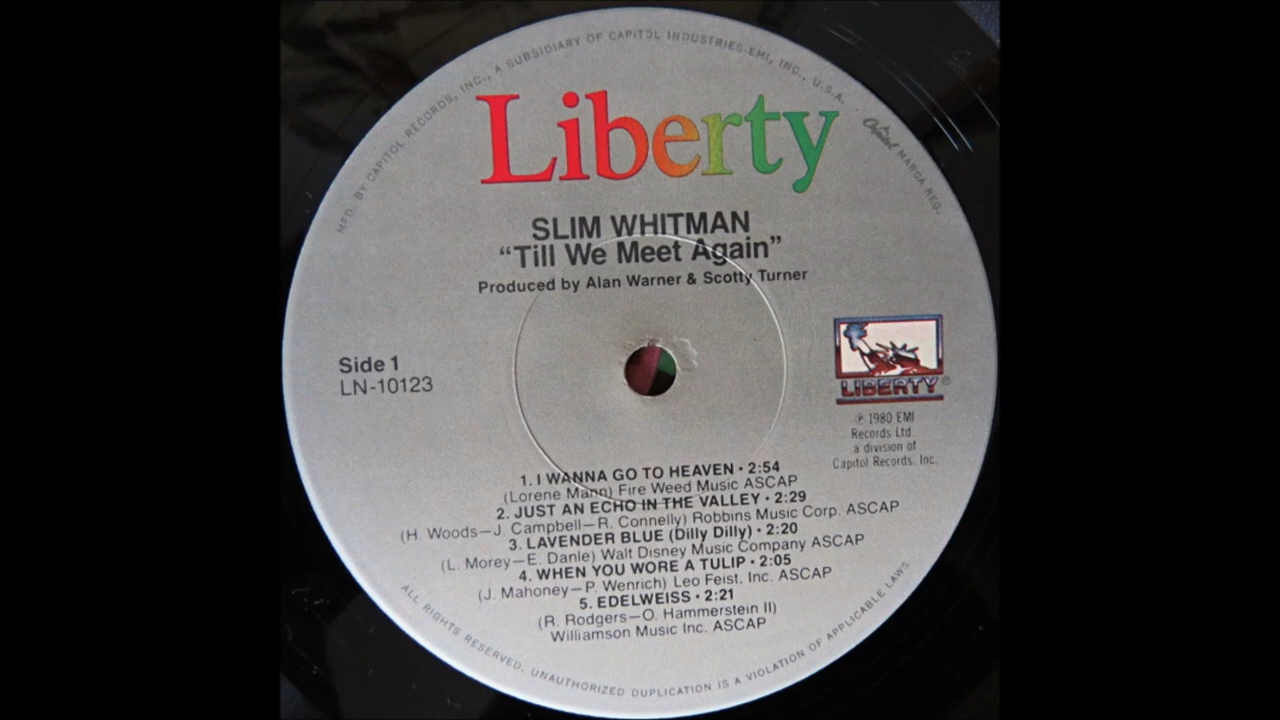 MFD. BY CAPITOL RECORDS, INC., A SUBSIDIARY OF CAPITOL INDUSTRIES-EMI, INC., U.S.A. · Capitol MARCA REG.
Liberty
SLIM WHITMAN
“Till We Meet Again”
Produced by Alan Warner & Scotty Turner
Side 1
LN-10123
LIBERTY®
℗ 1980 EMI
Records Ltd.,
a division of
Capitol Records, Inc.
1. I WANNA GO TO HEAVEN • 2:54
(Lorene Mann) Fire Weed Music ASCAP
2. JUST AN ECHO IN THE VALLEY • 2:29
(H. Woods—J. Campbell—R. Connelly) Robbins Music Corp. ASCAP
3. LAVENDER BLUE (Dilly Dilly) • 2:20
(L. Morey—E. Danle) Walt Disney Music Company ASCAP
4. WHEN YOU WORE A TULIP • 2:05
(J. Mahoney—P. Wenrich) Leo Feist, Inc. ASCAP
5. EDELWEISS • 2:21
(R. Rodgers—O. Hammerstein II)
Williamson Music Inc. ASCAP
ALL RIGHTS RESERVED. UNAUTHORIZED DUPLICATION IS A VIOLATION OF APPLICABLE LAWS.